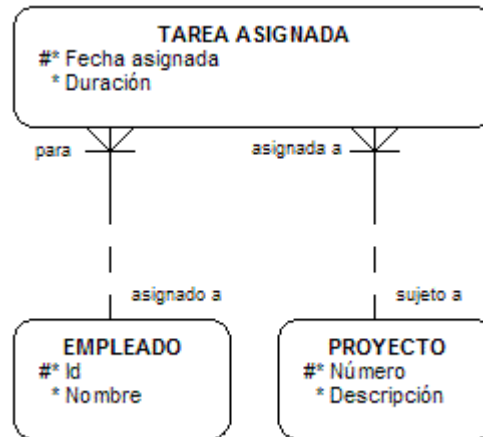 TAREA ASIGNADA
#* Fecha asignada
* Duración
para
asignada a
asignado a
sujeto a
EMPLEADO
#* Id
* Nombre
PROYECTO
#* Número
* Descripción